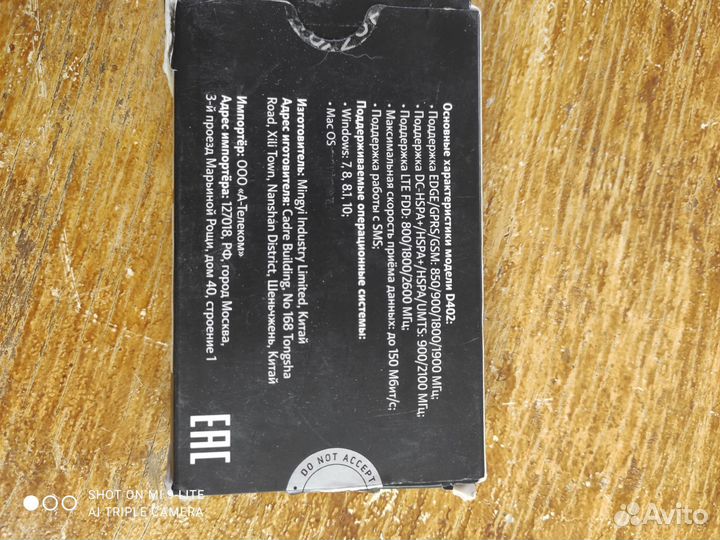 Основные характеристики модели D402:
• Поддержка EDGE/GPRS/GSM: 850/900/1800/1900 МГц;
• Поддержка DC-HSPA+/HSPA+/HSPA/UMTS: 900/2100 МГц;
• Поддержка LTE FDD: 800/1800/2600 МГц;
• Максимальная скорость приёма данных: до 150 Мбит/с;
• Поддержка работы с SMS;
Поддерживаемые операционные системы:
• Windows: 7, 8, 8.1, 10;
• Mac OS
Изготовитель: Mingyi Industry Limited, Китай
Адрес изготовителя: Cadre Building, No 168 Tongsha
Road, Xili Town, Nanshan District, Шеньчжень, Китай
Импортёр: ООО «А-Телеком»
Адрес импортёра: 127018, РФ, город Москва,
3-й проезд Марьиной Рощи, дом 40, строение 1
EAC
DO NOT ACCEPT
SHOT ON MI 9 LITE
AI TRIPLE CAMERA
Avito